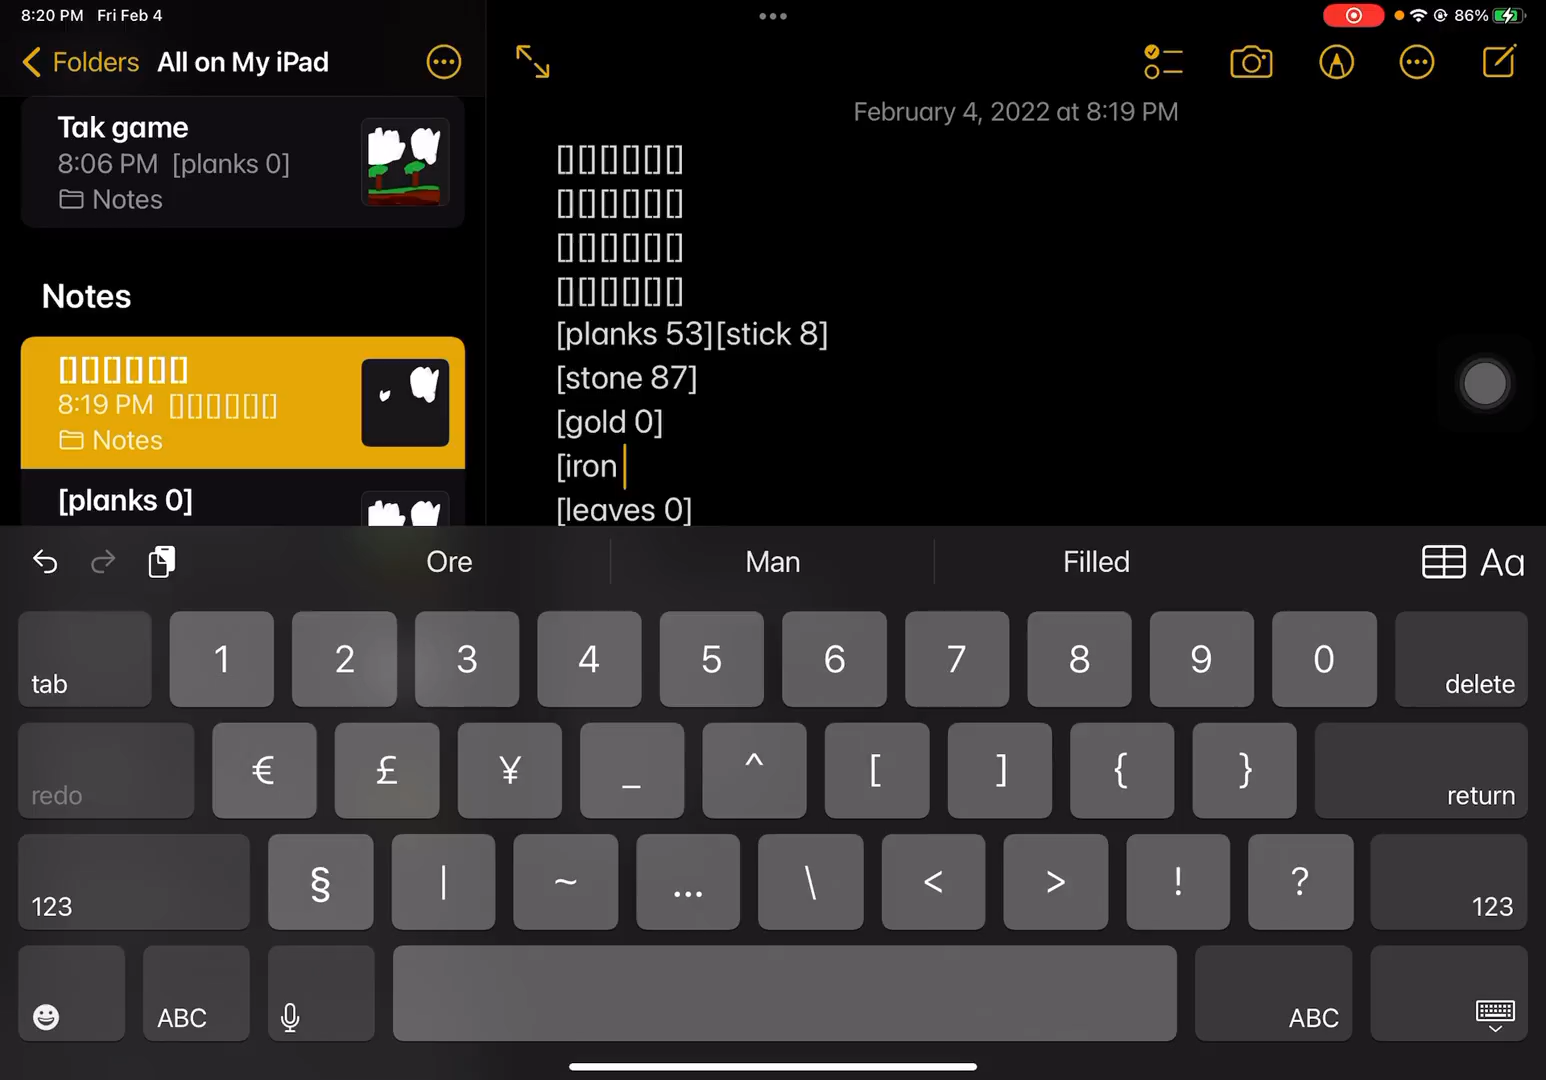 8:20 PM Fri Feb 4
86%
Folders All on My iPad
Tak game
8:06 PM [planks 0]
Notes
Notes
[][][][][][]
8:19 PM [][][][][][]
Notes
[planks 0]
February 4, 2022 at 8:19 PM
[][][][][][]
[][][][][][]
[][][][][][]
[][][][][][]
[planks 53][stick 8]
[stone 87]
[gold 0]
[iron
[leaves 0]
Ore Man Filled Aa
tab 1 2 3 4 5 6 7 8 9 0 delete
redo € £ ¥ _ ^ [ ] { } return
123 § | ~ … \ < > ! ? 123
ABC ABC